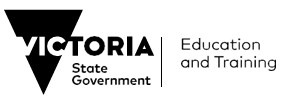 VICTORIA
State
Government
Education
and Training